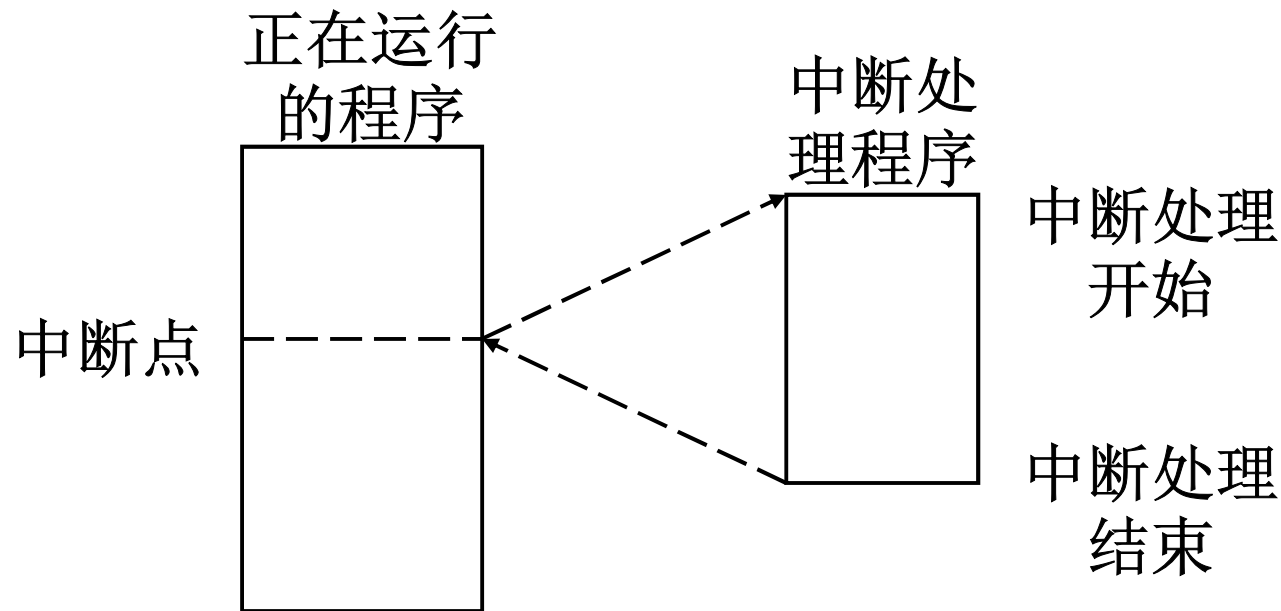 正在运行
的程序
中断处
理程序
中断处理
开始
中断点
中断处理
结束